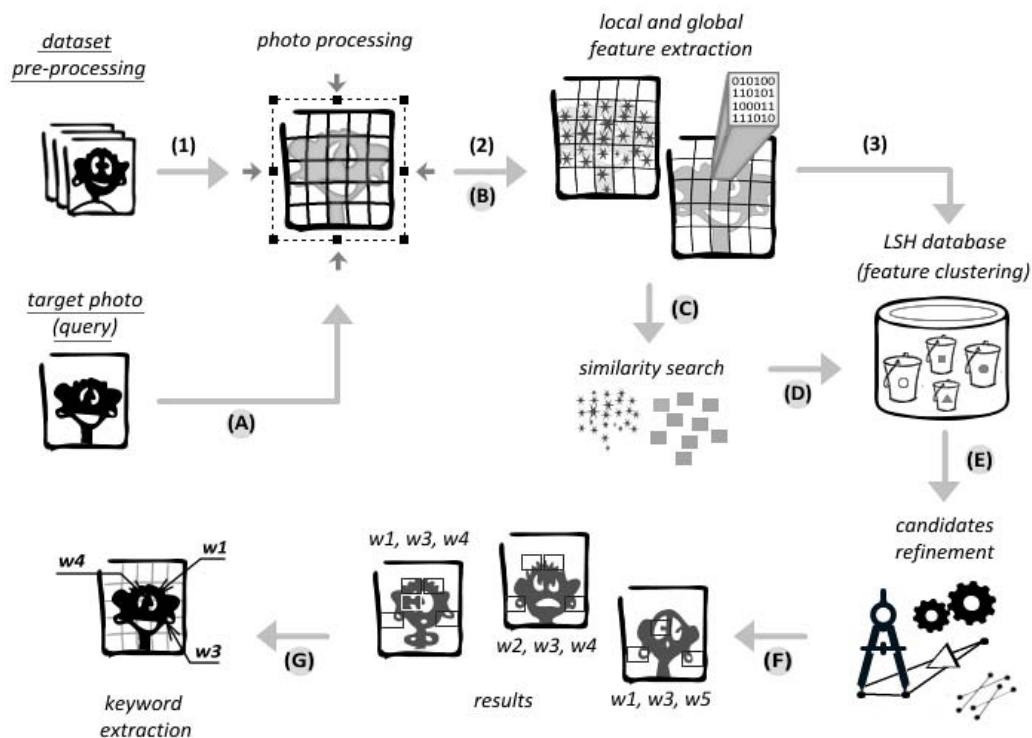 dataset
pre-processing
photo processing
local and global
feature extraction
010100
110101
100011
111010
(1)
(2)
(B)
(3)
LSH database
(feature clustering)
target photo
(query)
(A)
(C)
similarity search
(D)
(E)
candidates
refinement
(F)
w1, w3, w4
w2, w3, w4
w1, w3, w5
results
(G)
w4
w1
w3
keyword
extraction